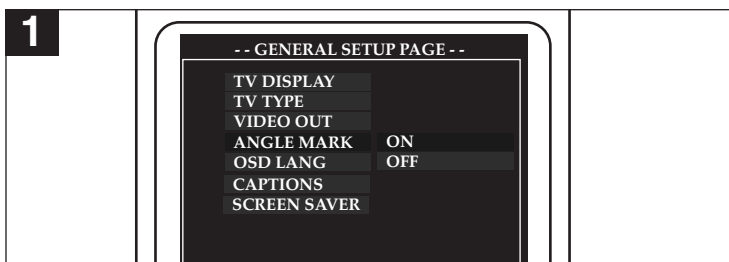 1
- - GENERAL SETUP PAGE - -
TV DISPLAY
TV TYPE
VIDEO OUT
ANGLE MARK ON
OSD LANG OFF
CAPTIONS
SCREEN SAVER